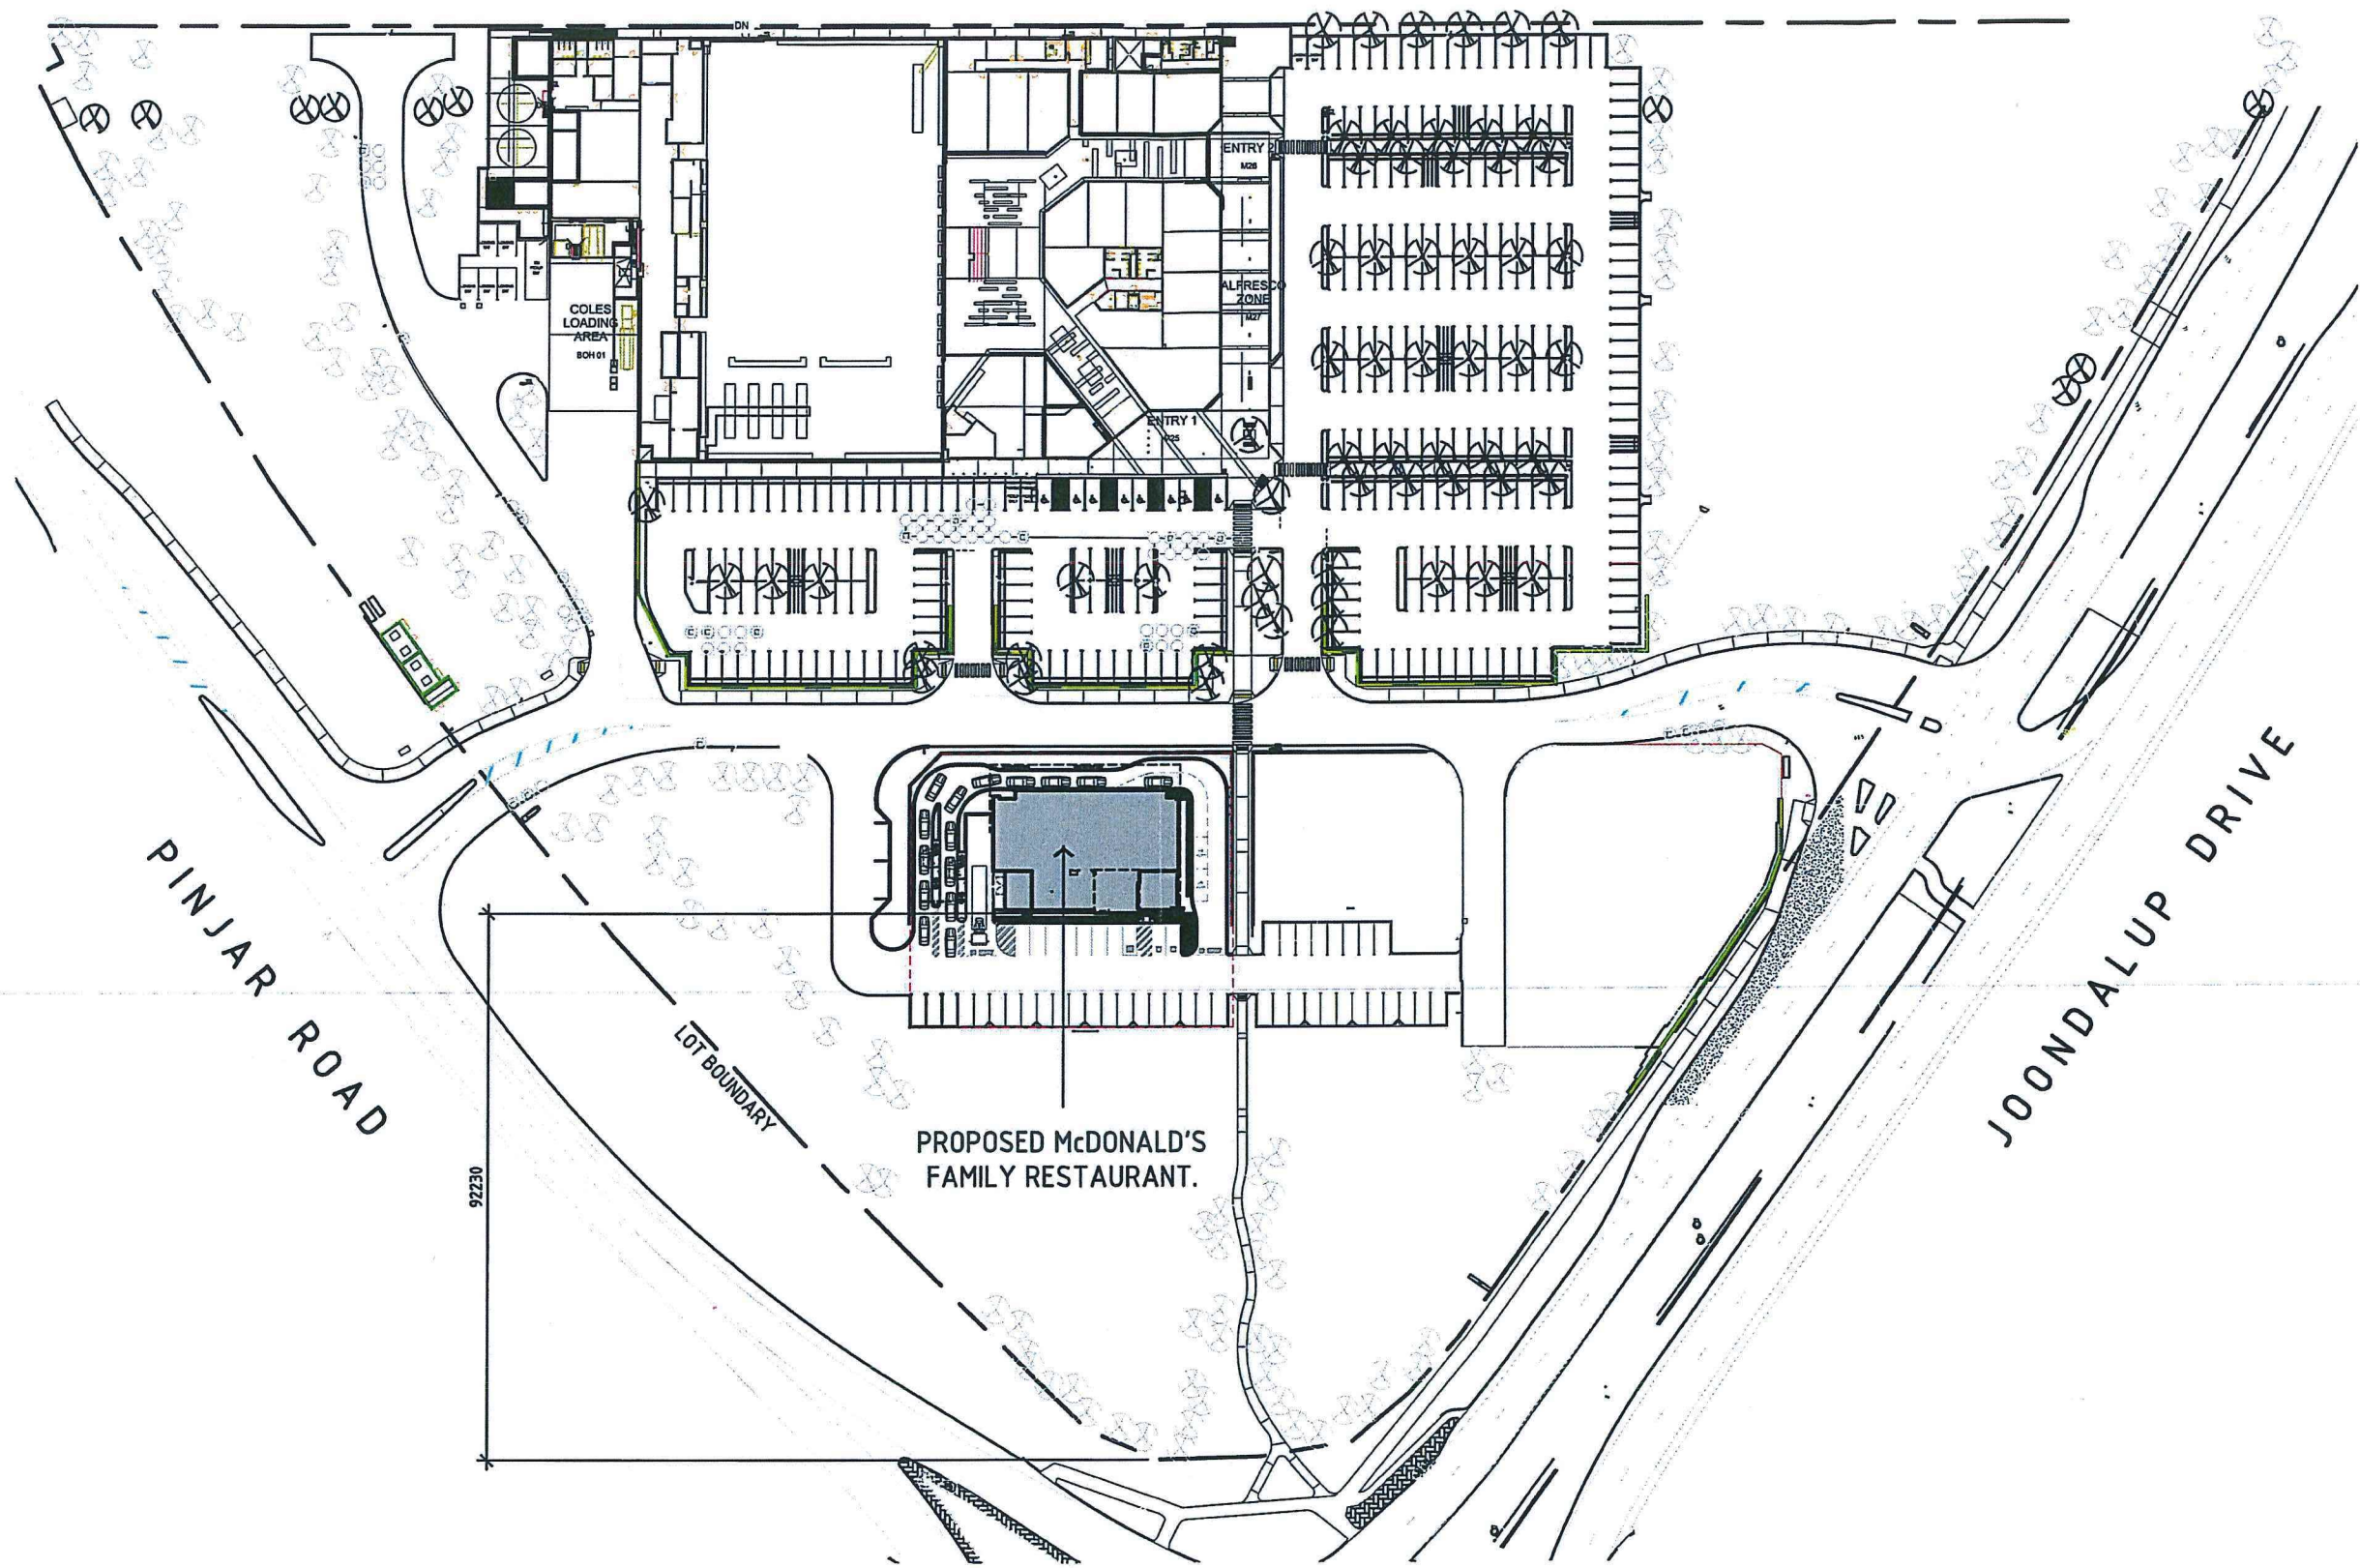 DN
ENTRY 2
M26
COLES
LOADING
AREA
BOH 01
ALFRESCO
ZONE
M27
ENTRY 1
M25
PINJAR ROAD
JOONDALUP DRIVE
LOT BOUNDARY
PROPOSED McDONALD'S
FAMILY RESTAURANT.
92230